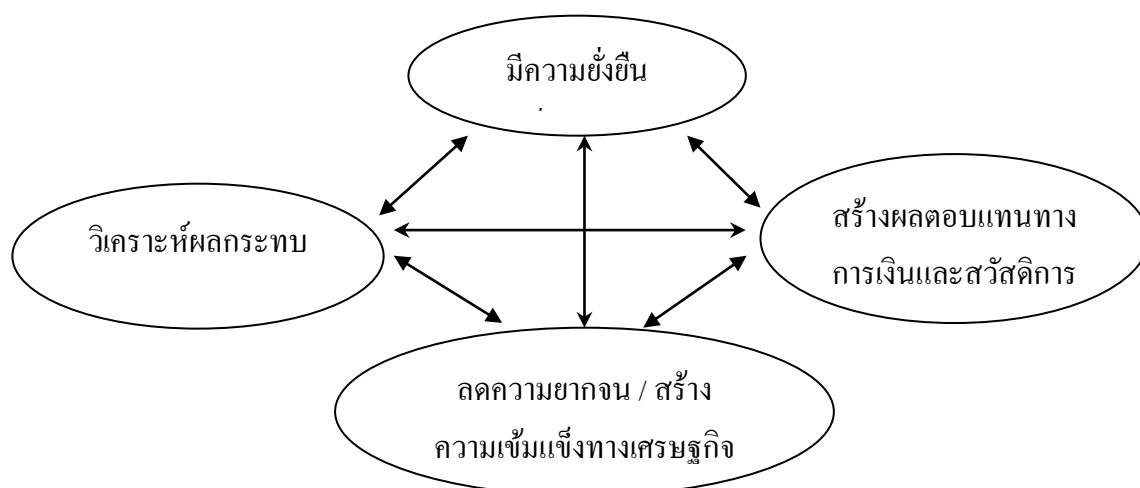 มีความยั่งยืน
วิเคราะห์ผลกระทบ
สร้างผลตอบแทนทาง
การเงินและสวัสดิการ
ลดความยากจน / สร้าง
ความเข้มแข็งทางเศรษฐกิจ